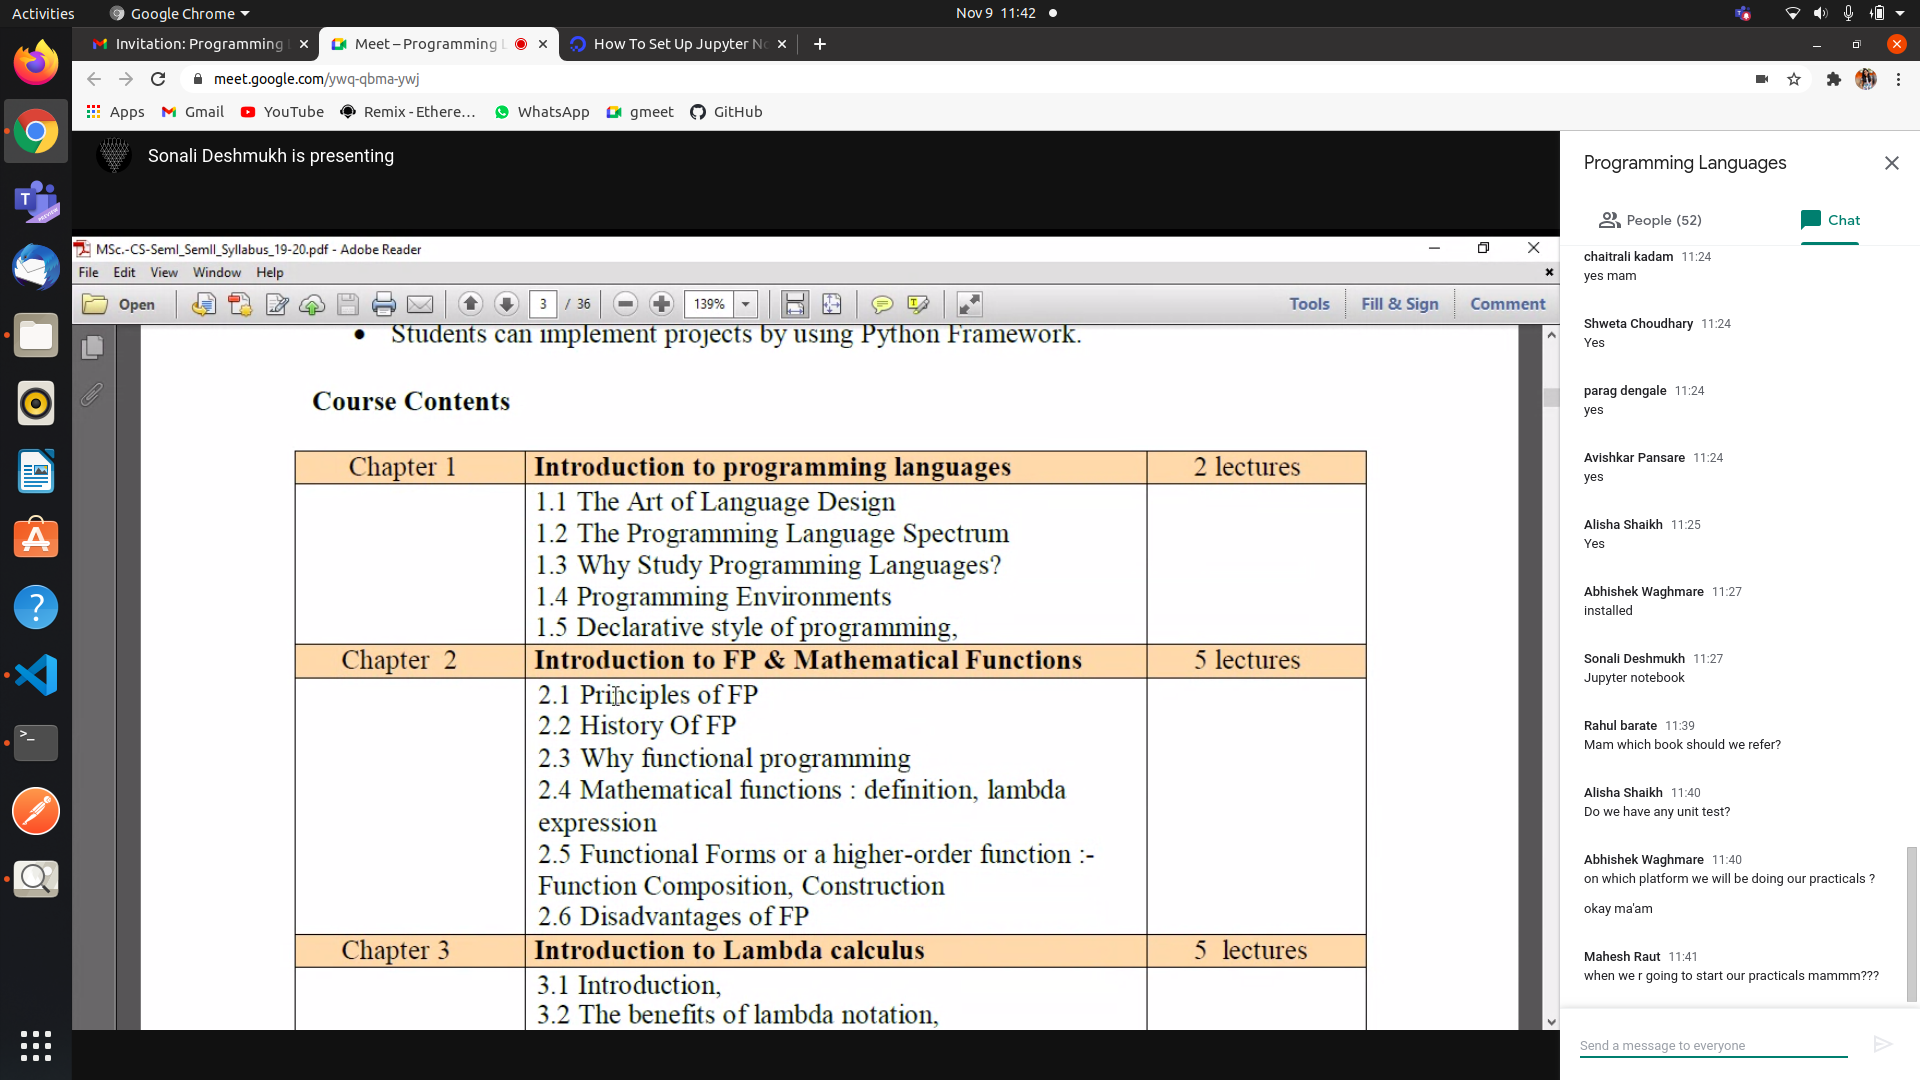 Activities
Google Chrome
Nov 9 11:42
Invitation: Programming
Meet – Programming L
How To Set Up Jupyter No
meet.google.com/ywq-qbma-ywj
Apps
Gmail
YouTube
Remix - Ethere…
WhatsApp
gmeet
GitHub
Sonali Deshmukh is presenting
MSc.-CS-SemI_SemII_Syllabus_19-20.pdf - Adobe Reader
File Edit View Window Help
Open
3 / 36
139%
Tools
Fill & Sign
Comment
• Students can implement projects by using Python Framework.
Course Contents
Chapter 1 Introduction to programming languages 2 lectures
1.1 The Art of Language Design
1.2 The Programming Language Spectrum
1.3 Why Study Programming Languages?
1.4 Programming Environments
1.5 Declarative style of programming,
Chapter 2 Introduction to FP & Mathematical Functions 5 lectures
2.1 Principles of FP
2.2 History Of FP
2.3 Why functional programming
2.4 Mathematical functions : definition, lambda
expression
2.5 Functional Forms or a higher-order function :-
Function Composition, Construction
2.6 Disadvantages of FP
Chapter 3 Introduction to Lambda calculus 5 lectures
3.1 Introduction,
3.2 The benefits of lambda notation,
Programming Languages
People (52)
Chat
chaitrali kadam 11:24
yes mam
Shweta Choudhary 11:24
Yes
parag dengale 11:24
yes
Avishkar Pansare 11:24
yes
Alisha Shaikh 11:25
Yes
Abhishek Waghmare 11:27
installed
Sonali Deshmukh 11:27
Jupyter notebook
Rahul barate 11:39
Mam which book should we refer?
Alisha Shaikh 11:40
Do we have any unit test?
Abhishek Waghmare 11:40
on which platform we will be doing our practicals ?
okay ma'am
Mahesh Raut 11:41
when we r going to start our practicals mammm???
Send a message to everyone